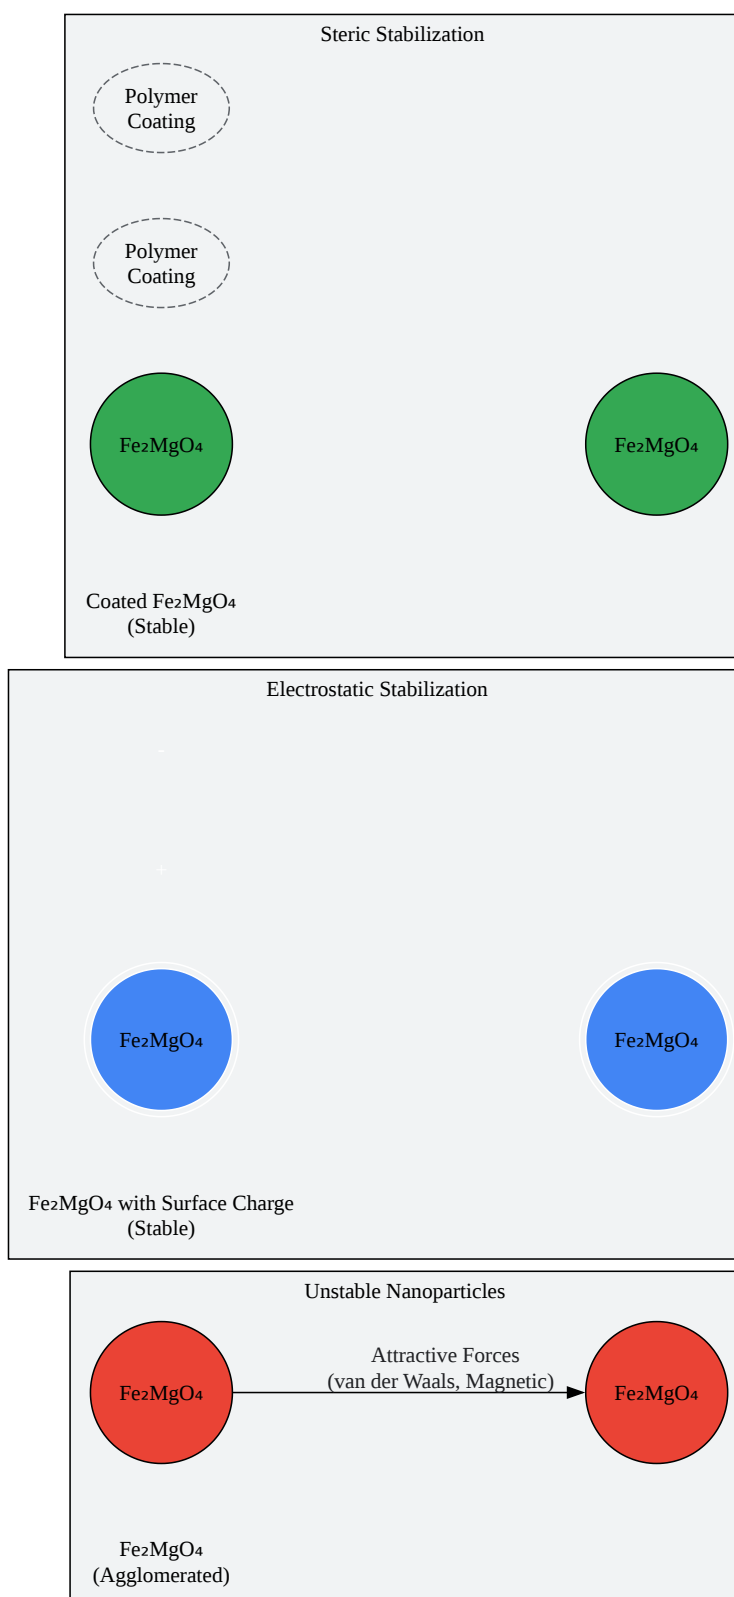 Steric Stabilization
Polymer
Coating
Polymer
Coating
Fe₂MgO₄
Fe₂MgO₄
Coated Fe₂MgO₄
(Stable)
Electrostatic Stabilization
-
+
Fe₂MgO₄
Fe₂MgO₄
Fe₂MgO₄ with Surface Charge
(Stable)
Unstable Nanoparticles
Attractive Forces
(van der Waals, Magnetic)
Fe₂MgO₄
Fe₂MgO₄
Fe₂MgO₄
(Agglomerated)